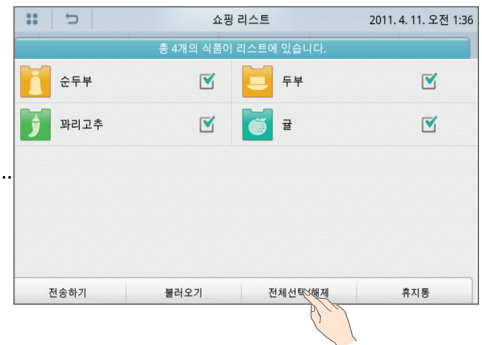 쇼핑 리스트 2011. 4. 11. 오전 1:36
총 4개의 식품이 리스트에 있습니다.
순두부 두부
꽈리고추 귤
..
전송하기 불러오기 전체선택/해제 휴지통